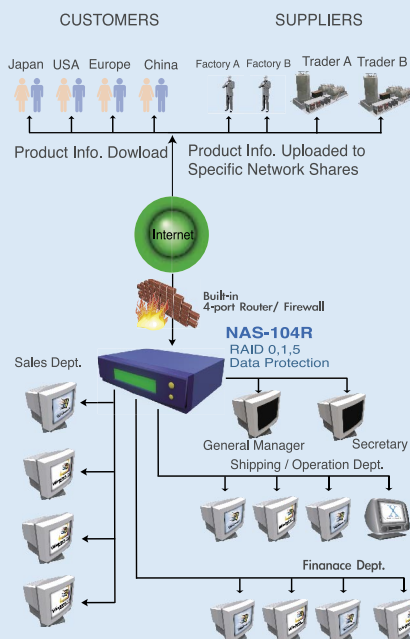 CUSTOMERS
SUPPLIERS
Japan
USA
Europe
China
Factory A
Factory B
Trader A
Trader B
Product Info. Dowload
Product Info. Uploaded to
Specific Network Shares
Internet
Built-in
4-port Router/ Firewall
NAS-104R
RAID 0,1,5
Data Protection
Sales Dept.
General Manager
Secretary
Shipping / Operation Dept.
Finanace Dept.